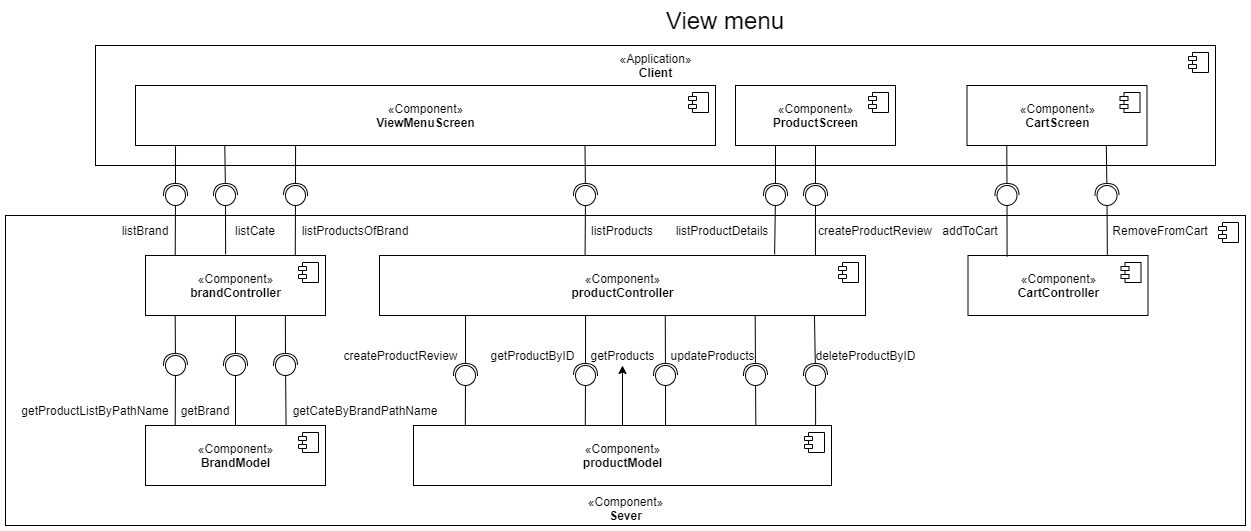 View menu
«Application»
Client
«Component»
ViewMenuScreen
«Component»
ProductScreen
«Component»
CartScreen
listBrand
listCate
listProductsOfBrand
listProducts
listProductDetails
createProductReview
addToCart
RemoveFromCart
«Component»
brandController
«Component»
productController
«Component»
CartController
createProductReview
getProductByID
getProducts
updateProducts
deleteProductByID
getProductListByPathName
getBrand
getCateByBrandPathName
«Component»
BrandModel
«Component»
productModel
«Component»
Sever